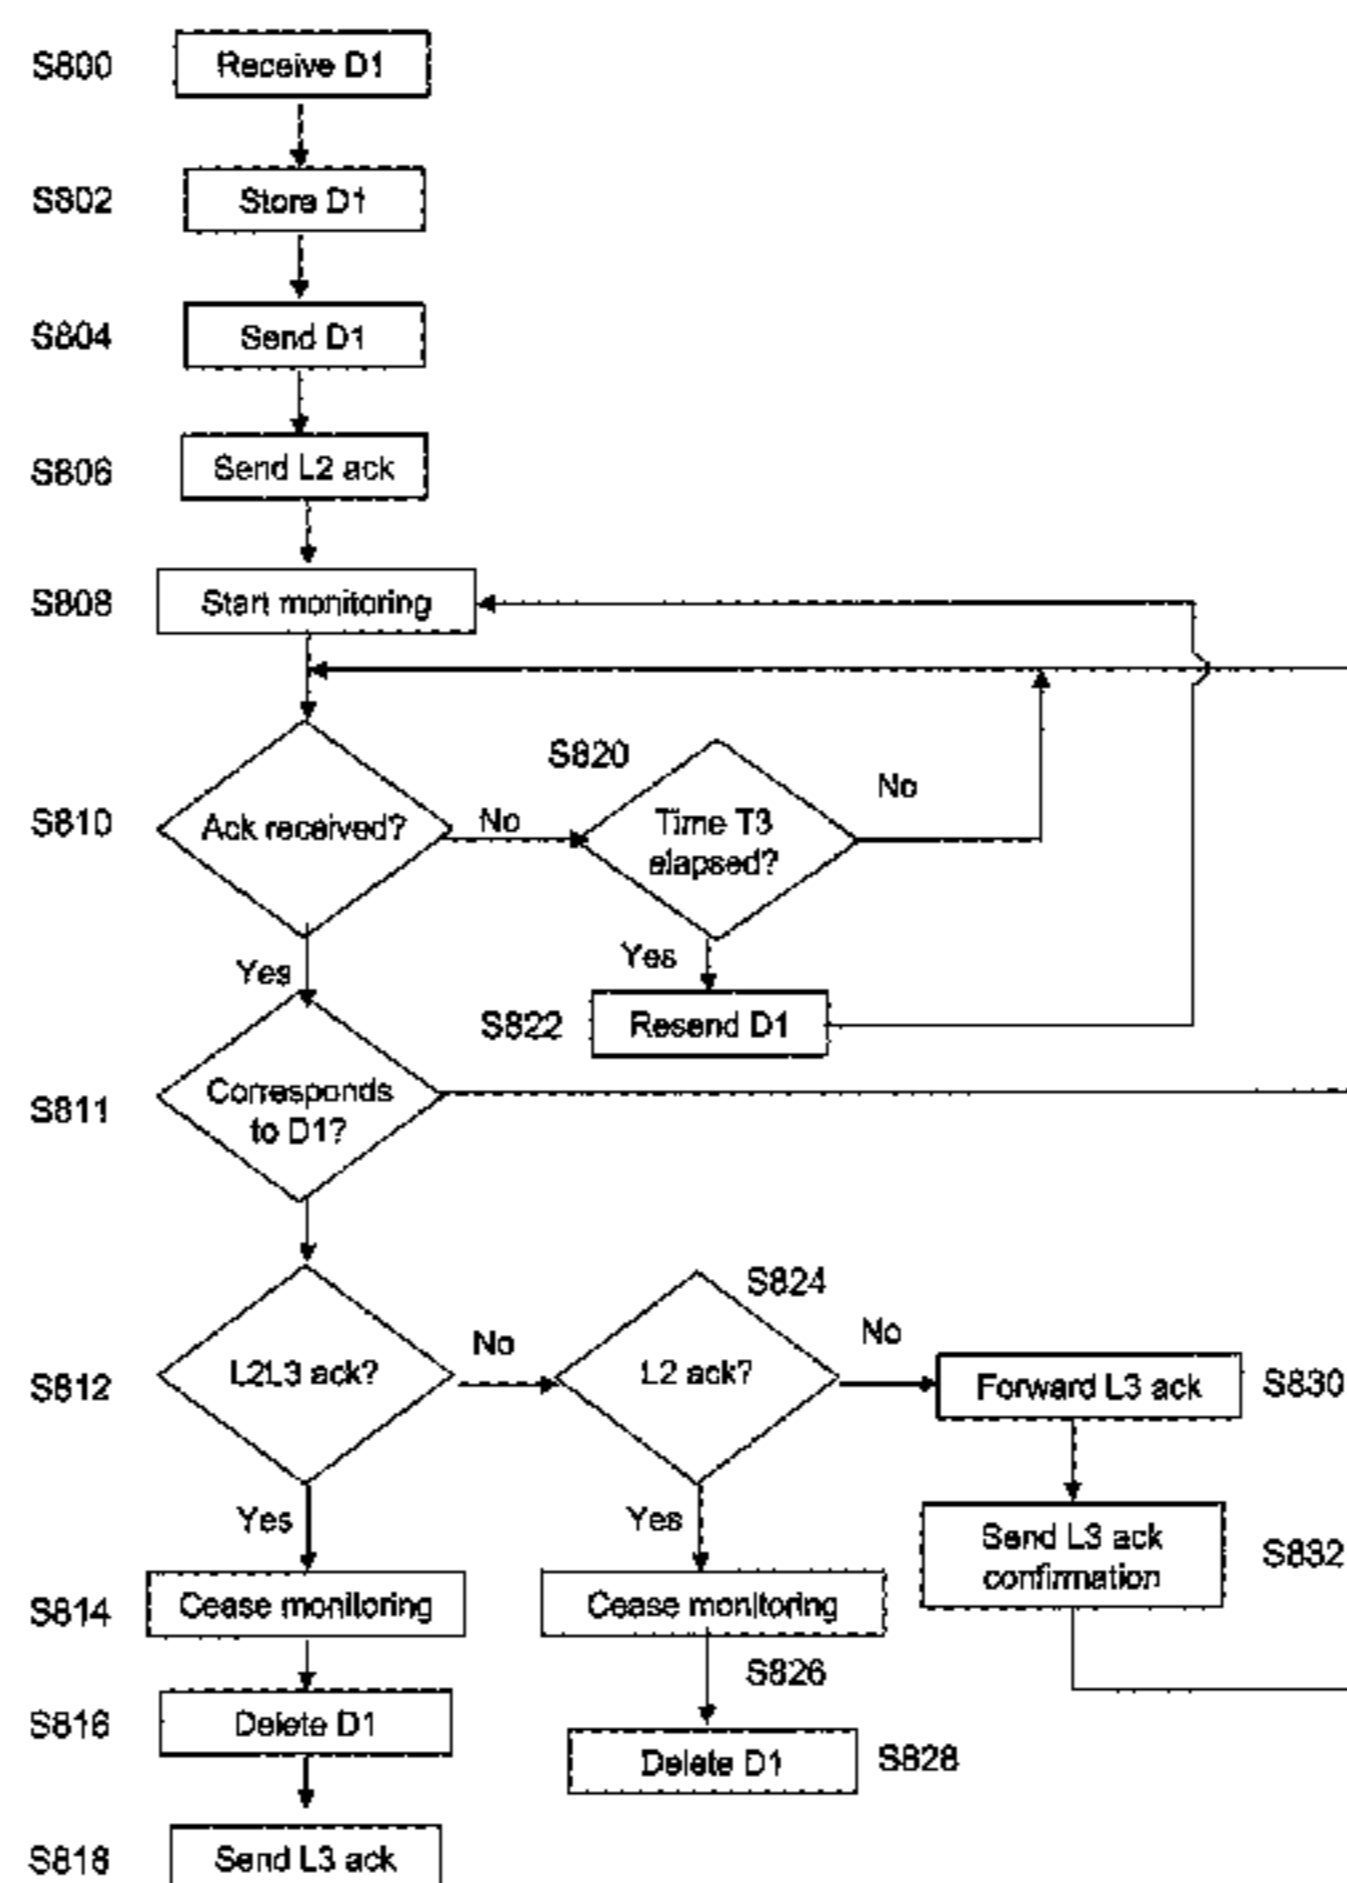 S800
Receive D1
S802
Store D1
S804
Send D1
S806
Send L2 ack
S808
Start monitoring
S810
Ack received?
No
S820
Time T3
elapsed?
No
Yes
Yes
S822
Resend D1
S811
Corresponds
to D1?
S812
L2L3 ack?
No
S824
L2 ack?
No
Forward L3 ack
S830
Yes
Yes
Send L3 ack
confirmation
S832
S814
Cease monitoring
Cease monitoring
S826
S816
Delete D1
Delete D1
S828
S818
Send L3 ack